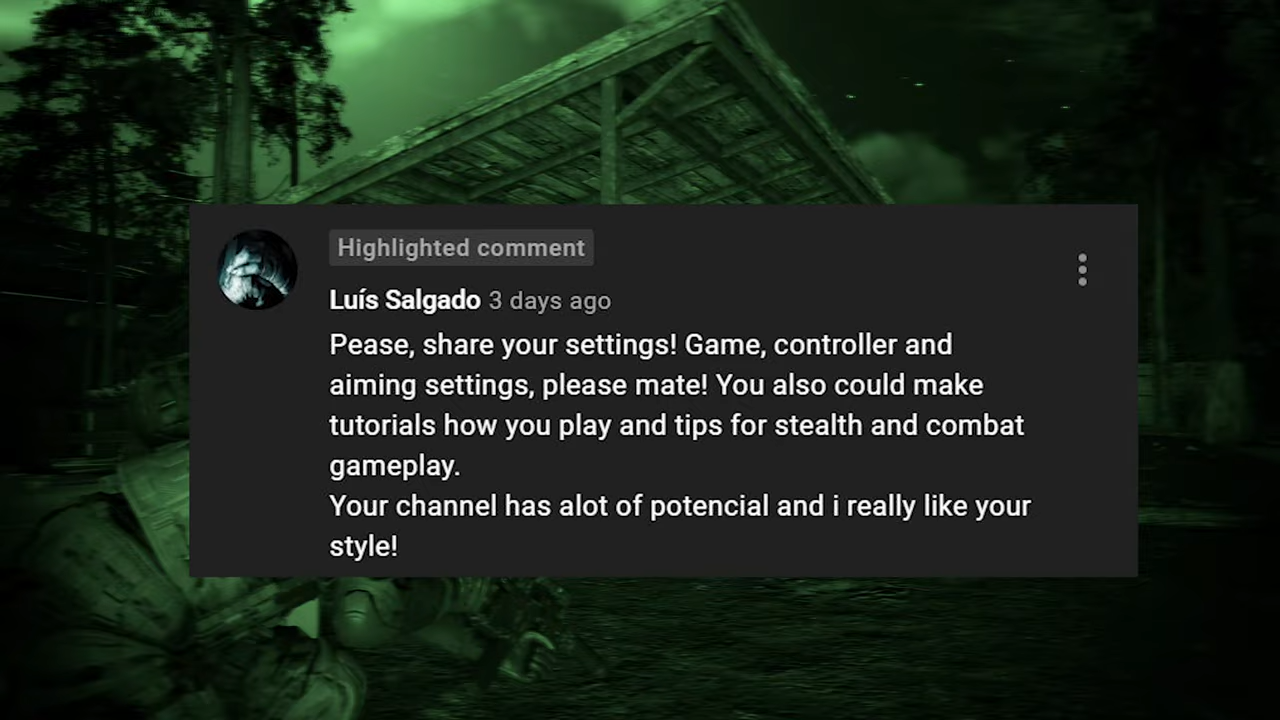 Highlighted comment
Luís Salgado 3 days ago
Pease, share your settings! Game, controller and
aiming settings, please mate! You also could make
tutorials how you play and tips for stealth and combat
gameplay.
Your channel has alot of potencial and i really like your
style!